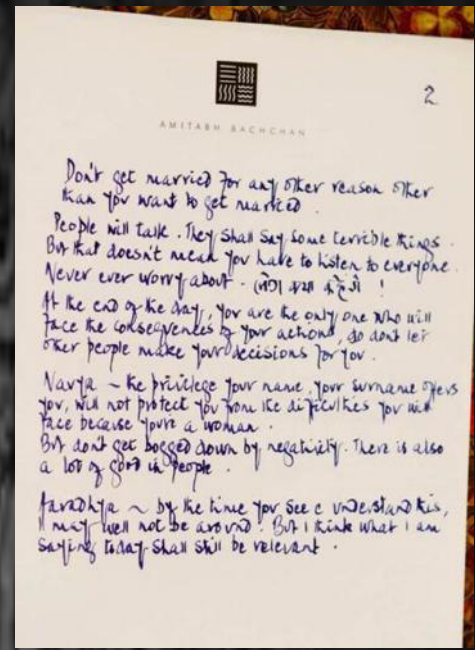 2
AMITABH BACHCHAN
Don't get married for any other reason other
than you want to get married.
People will talk. They shall say some terrible things.
But that doesn't mean you have to listen to everyone.
Never ever worry about - लोग क्या कहेंगे !
At the end of the day, you are the only one who will
face the consequences of your actions, so dont let
other people make your decisions for you.
Navya ~ the privilege your name, your surname offers
you, will not protect you from the difficulties you will
face because you're a woman.
But don't get bogged down by negativity. There is also
a lot of good in people.
Aaradhya ~ by the time you see c understand this,
I may well not be around. But I think what I am
saying today shall still be relevant.